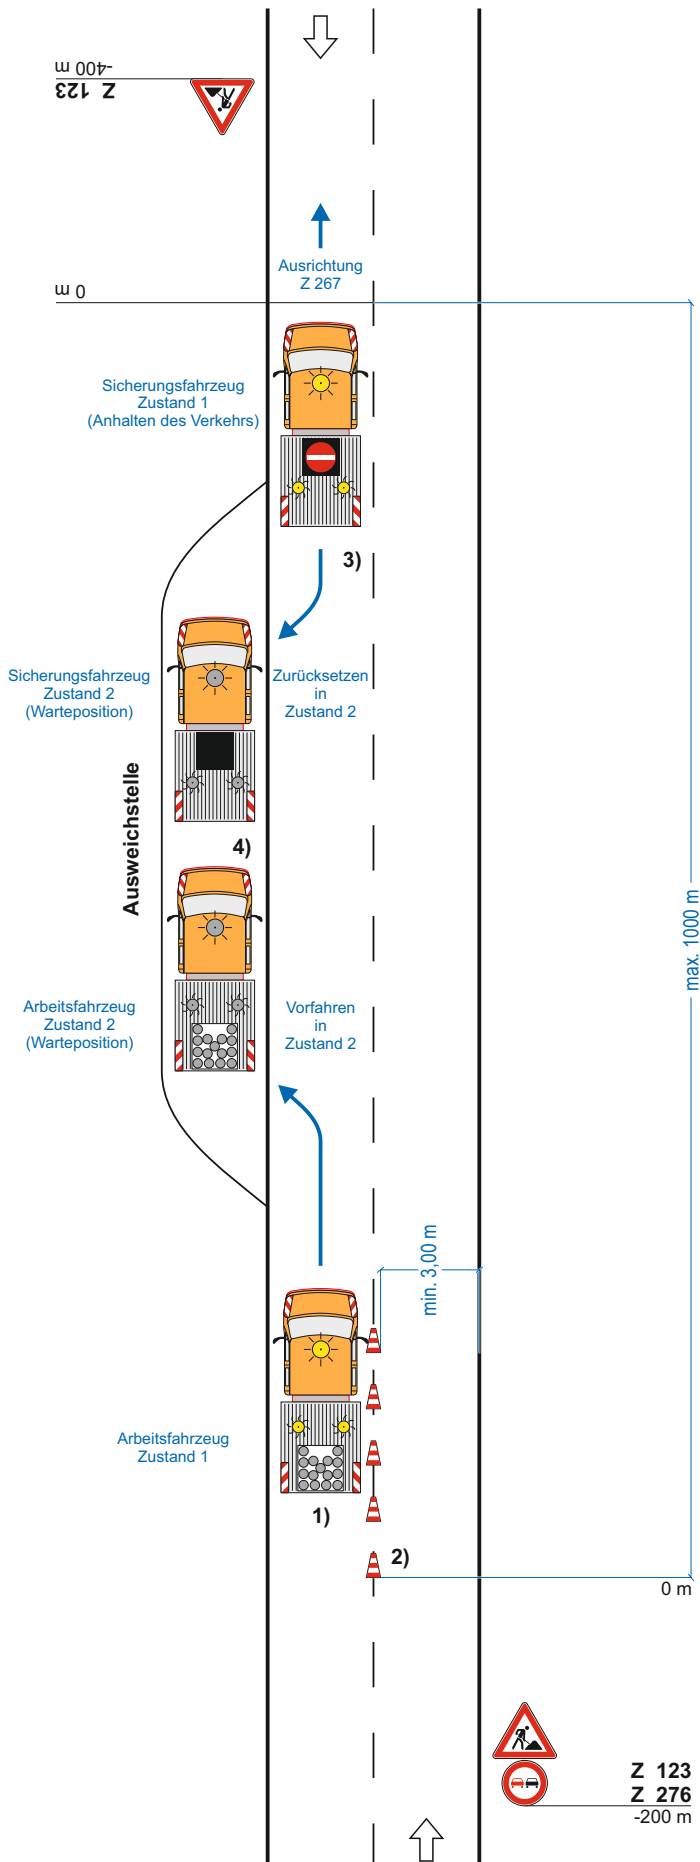 -400 m
Z 123
Ausrichtung
Z 267
0 m
Sicherungsfahrzeug
Zustand 1
(Anhalten des Verkehrs)
3)
Sicherungsfahrzeug
Zustand 2
(Warteposition)
Zurücksetzen
in
Zustand 2
Ausweichstelle
4)
max. 1000 m
Arbeitsfahrzeug
Zustand 2
(Warteposition)
Vorfahren
in
Zustand 2
min. 3,00 m
Arbeitsfahrzeug
Zustand 1
1)
2)
0 m
Z 123
Z 276
-200 m